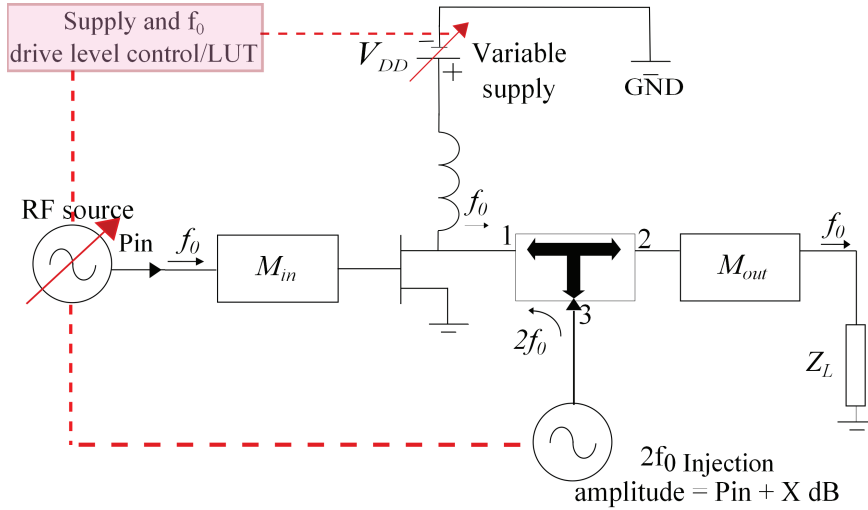 Supply and f0
drive level control/LUT
VDD
−
+
Variable
supply
GND
RF source
Pin
f0
Min
f0
1
2
3
2f0
Mout
f0
ZL
2f0 Injection
amplitude = Pin + X dB